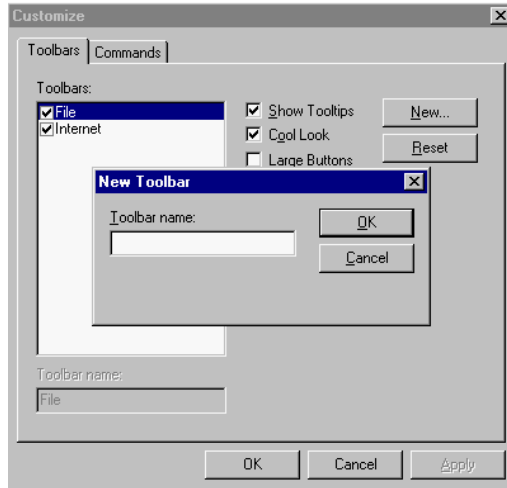 Customize
Toolbars Commands
Toolbars:
File
Internet
Show Tooltips
Cool Look
Large Buttons
New...
Reset
New Toolbar
Toolbar name:
OK
Cancel
Toolbar name:
File
OK Cancel Apply